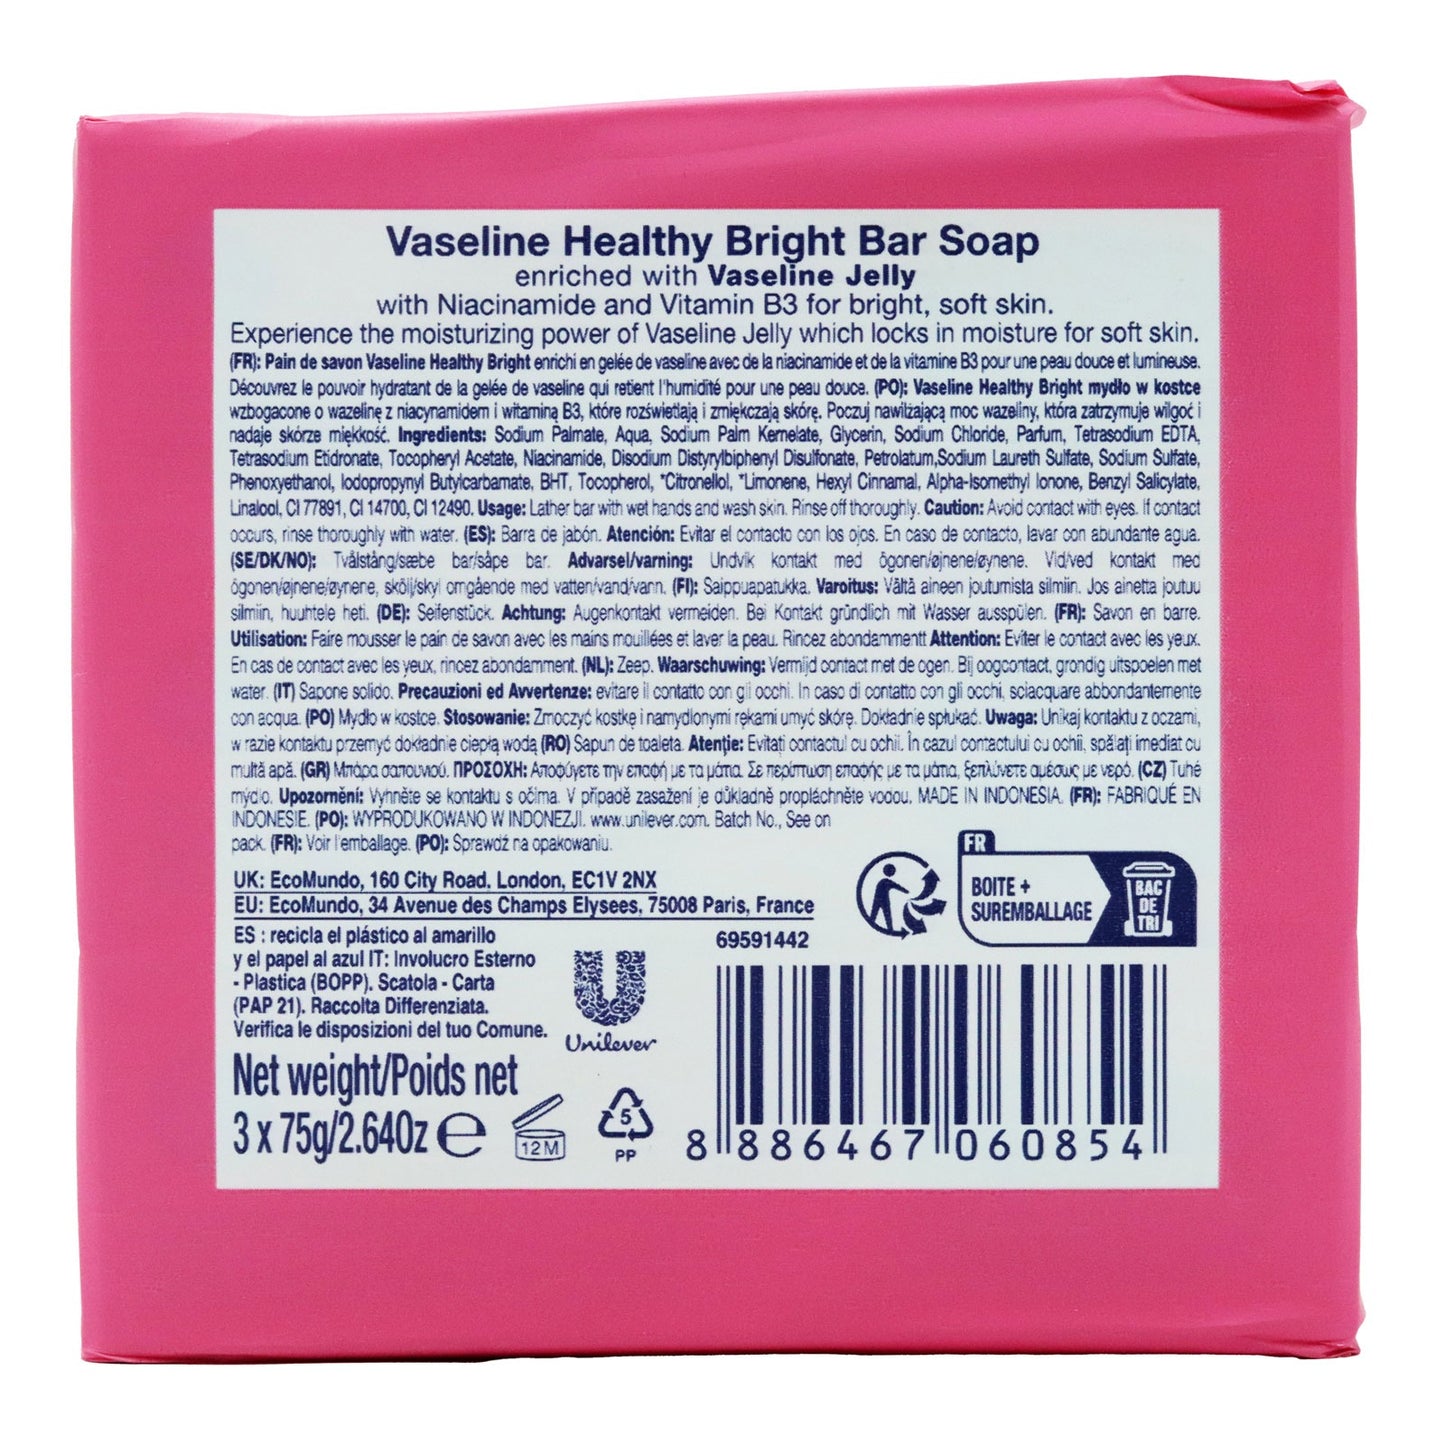 Vaseline Healthy Bright Bar Soap
enriched with Vaseline Jelly
with Niacinamide and Vitamin B3 for bright, soft skin.
Experience the moisturizing power of Vaseline Jelly which locks in moisture for soft skin.
(FR): Pain de savon Vaseline Healthy Bright enrichi en gelée de vaseline avec de la niacinamide et de la vitamine B3 pour une peau douce et lumineuse.
Découvrez le pouvoir hydratant de la gelée de vaseline qui retient l'humidité pour une peau douce. (PO): Vaseline Healthy Bright mydło w kostce
wzbogacone o wazelinę z niacynamidem i witaminą B3, które rozświetlają i zmiękczają skórę. Poczuj nawilżającą moc wazeliny, która zatrzymuje wilgoć i
nadaje skórze miękkość. Ingredients: Sodium Palmate, Aqua, Sodium Palm Kernelate, Glycerin, Sodium Chloride, Parfum, Tetrasodium EDTA,
Tetrasodium Etidronate, Tocopheryl Acetate, Niacinamide, Disodium Distyrylbiphenyl Disulfonate, Petrolatum,Sodium Laureth Sulfate, Sodium Sulfate,
Phenoxyethanol, Iodopropynyl Butylcarbamate, BHT, Tocopherol, *Citronellol, *Limonene, Hexyl Cinnamal, Alpha-Isomethyl Ionone, Benzyl Salicylate,
Linalool, CI 77891, CI 14700, CI 12490. Usage: Lather bar with wet hands and wash skin. Rinse off thoroughly. Caution: Avoid contact with eyes. If contact
occurs, rinse thoroughly with water. (ES): Barra de jabón. Atención: Evitar el contacto con los ojos. En caso de contacto, lavar con abundante agua.
(SE/DK/NO): Tvålstång/sæbe bar/såpe bar. Advarsel/varning: Undvik kontakt med ögonen/øjnene/øynene. Vid/ved kontakt med
ögonen/øjnene/øynene, skölj/skyl omgående med vatten/vand/vann. (FI): Saippuapatukka. Varoitus: Vältä aineen joutumista silmiin. Jos ainetta joutuu
silmiin, huuhtele heti. (DE): Seifenstück. Achtung: Augenkontakt vermeiden. Bei Kontakt gründlich mit Wasser ausspülen. (FR): Savon en barre.
Utilisation: Faire mousser le pain de savon avec les mains mouillées et laver la peau. Rincez abondammentt Attention: Eviter le contact avec les yeux.
En cas de contact avec les yeux, rincez abondamment. (NL): Zeep. Waarschuwing: Vermijd contact met de ogen. Bij oogcontact, grondig uitspoelen met
water. (IT) Sapone solido. Precauzioni ed Avvertenze: evitare il contatto con gli occhi. In caso di contatto con gli occhi, sciacquare abbondantemente
con acqua. (PO) Mydło w kostce. Stosowanie: Zmoczyć kostkę i namydlonymi rękami umyć skórę. Dokładnie spłukać. Uwaga: Unikaj kontaktu z oczami,
w razie kontaktu przemyć dokładnie ciepłą wodą (RO) Sapun de toaleta. Atenție: Evitați contactul cu ochii. În cazul contactului cu ochii, spălați imediat cu
multă apă. (GR) Μπάρα σαπουνιού. ΠΡΟΣΟΧΗ: Αποφύγετε την επαφή με τα μάτια. Σε περίπτωση επαφής με τα μάτια, ξεπλύνετε αμέσως με νερό. (CZ) Tuhé
mýdlo. Upozornění: Vyhněte se kontaktu s očima. V případě zasažení je důkladně propláchněte vodou. MADE IN INDONESIA. (FR): FABRIQUÉ EN
INDONESIE. (PO): WYPRODUKOWANO W INDONEZJI. www.unilever.com. Batch No., See on
pack. (FR): Voir l'emballage. (PO): Sprawdź na opakowaniu.
UK: EcoMundo, 160 City Road. London, EC1V 2NX
EU: EcoMundo, 34 Avenue des Champs Elysees, 75008 Paris, France
FR
BOITE +
SUREMBALLAGE
BAC
DE
TRI
ES : recicla el plástico al amarillo
y el papel al azul IT: Involucro Esterno
- Plastica (BOPP). Scatola - Carta
(PAP 21). Raccolta Differenziata.
Verifica le disposizioni del tuo Comune.
Unilever
69591442
Net weight/Poids net
3 x 75g/2.64Oz e
12M
5
PP
8 886467 060854